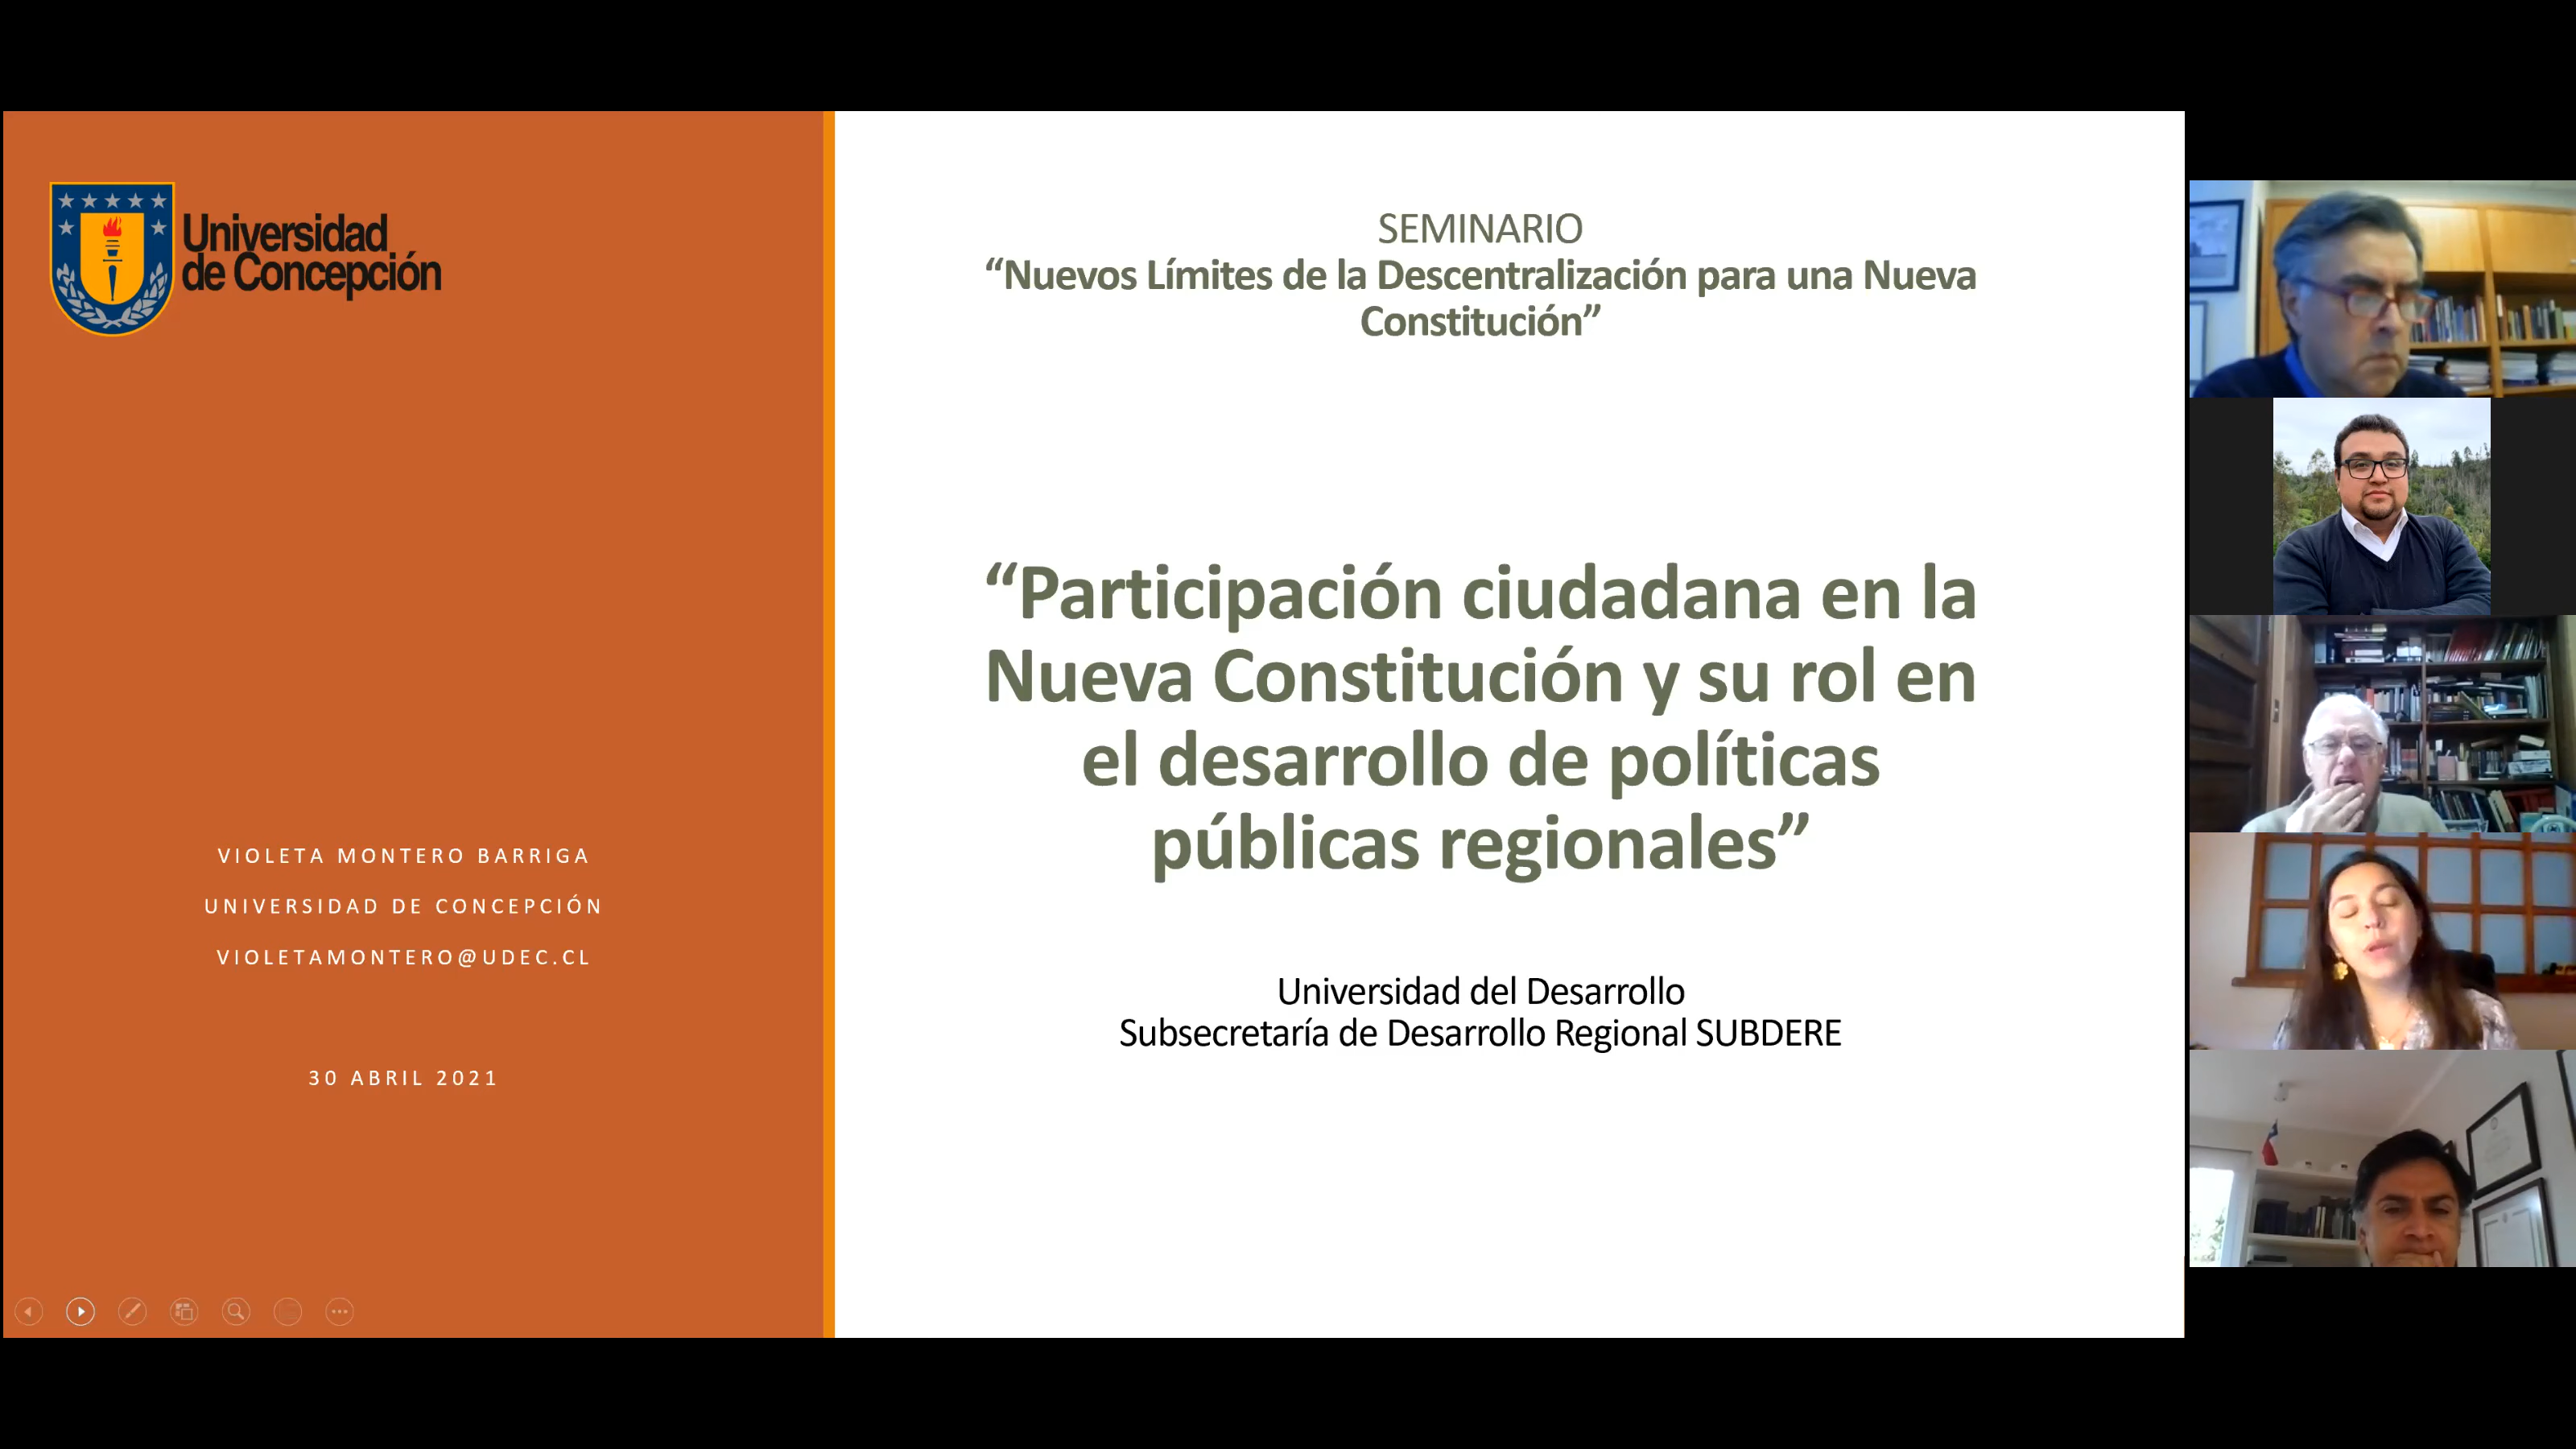 Universidad
de Concepción
VIOLETA MONTERO BARRIGA
UNIVERSIDAD DE CONCEPCIÓN
VIOLETAMONTERO@UDEC.CL
30 ABRIL 2021
SEMINARIO
“Nuevos Límites de la Descentralización para una Nueva
Constitución”
“Participación ciudadana en la
Nueva Constitución y su rol en
el desarrollo de políticas
públicas regionales”
Universidad del Desarrollo
Subsecretaría de Desarrollo Regional SUBDERE